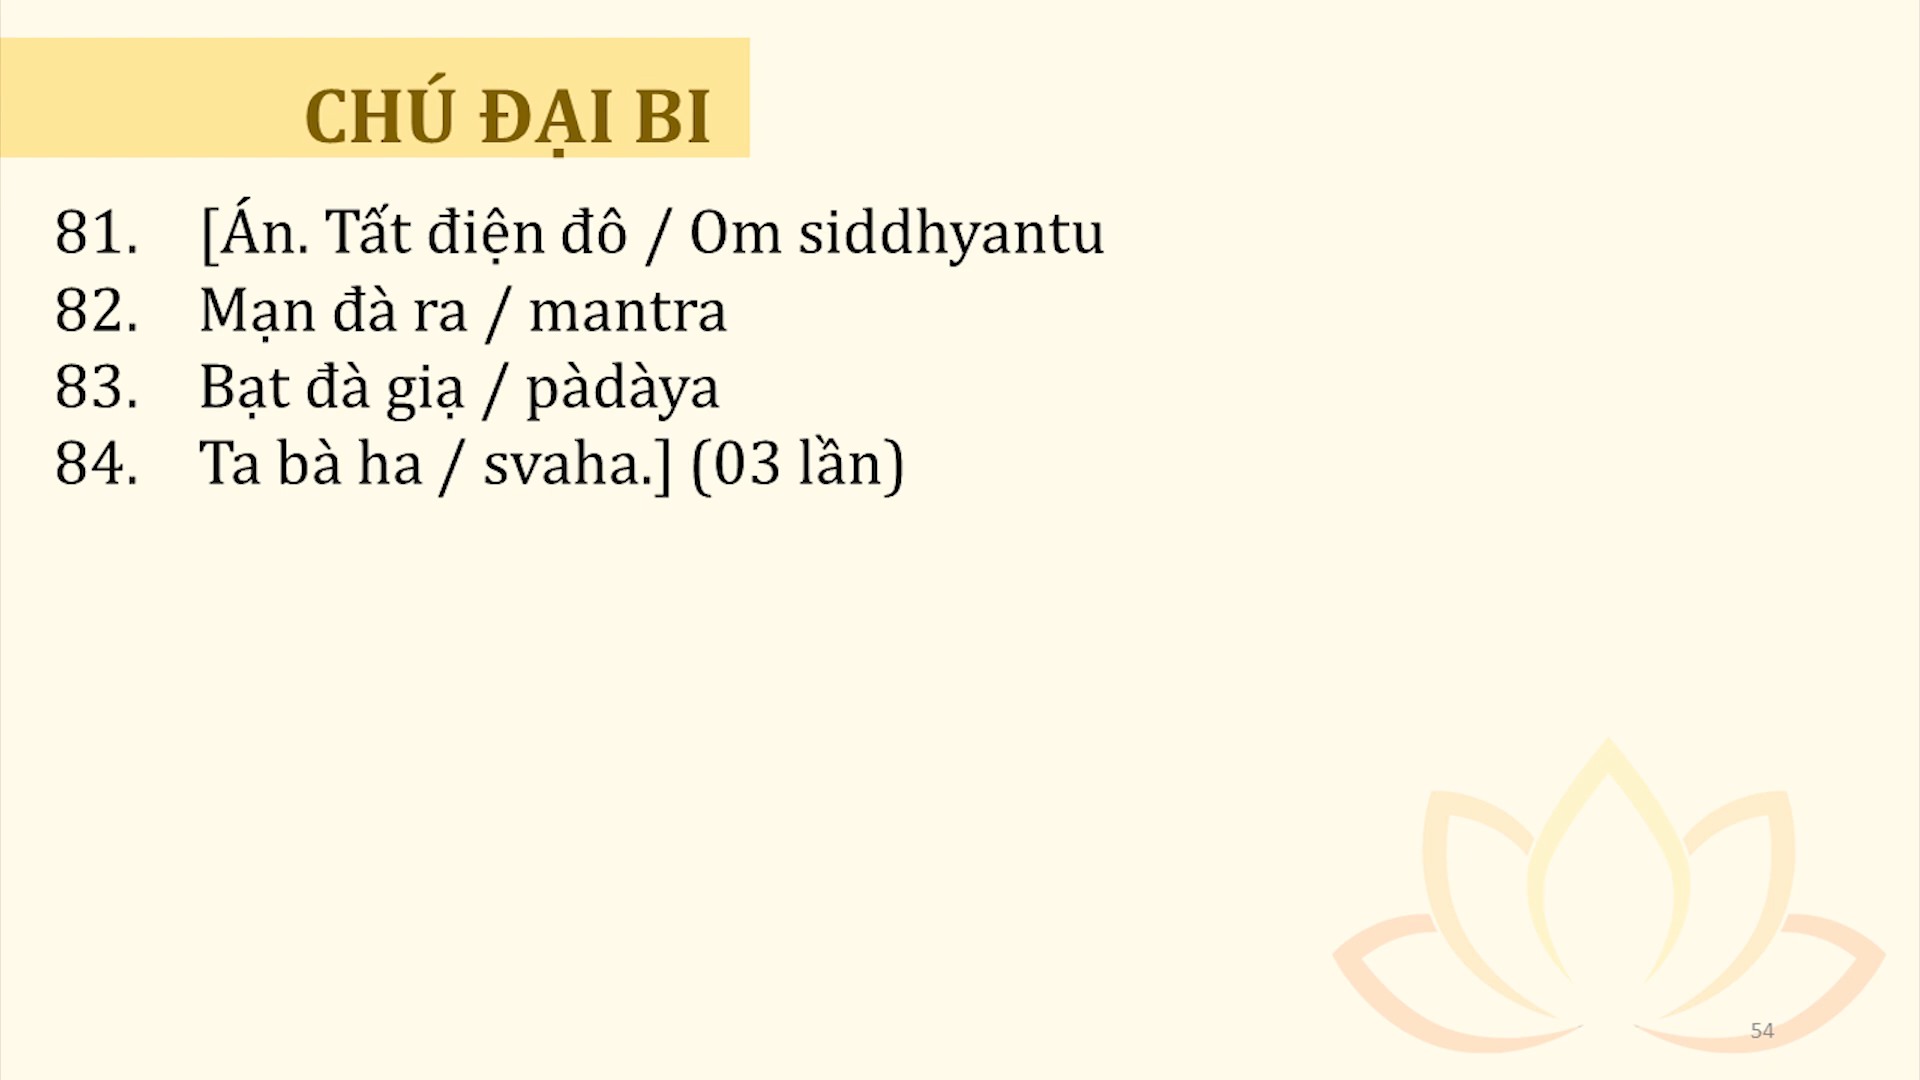 CHÚ ĐẠI BI
81. [Án. Tất điện đô / Om siddhyantu
82. Mạn đà ra / mantra
83. Bạt đà giạ / pàdàya
84. Ta bà ha / svaha.] (03 lần)
54